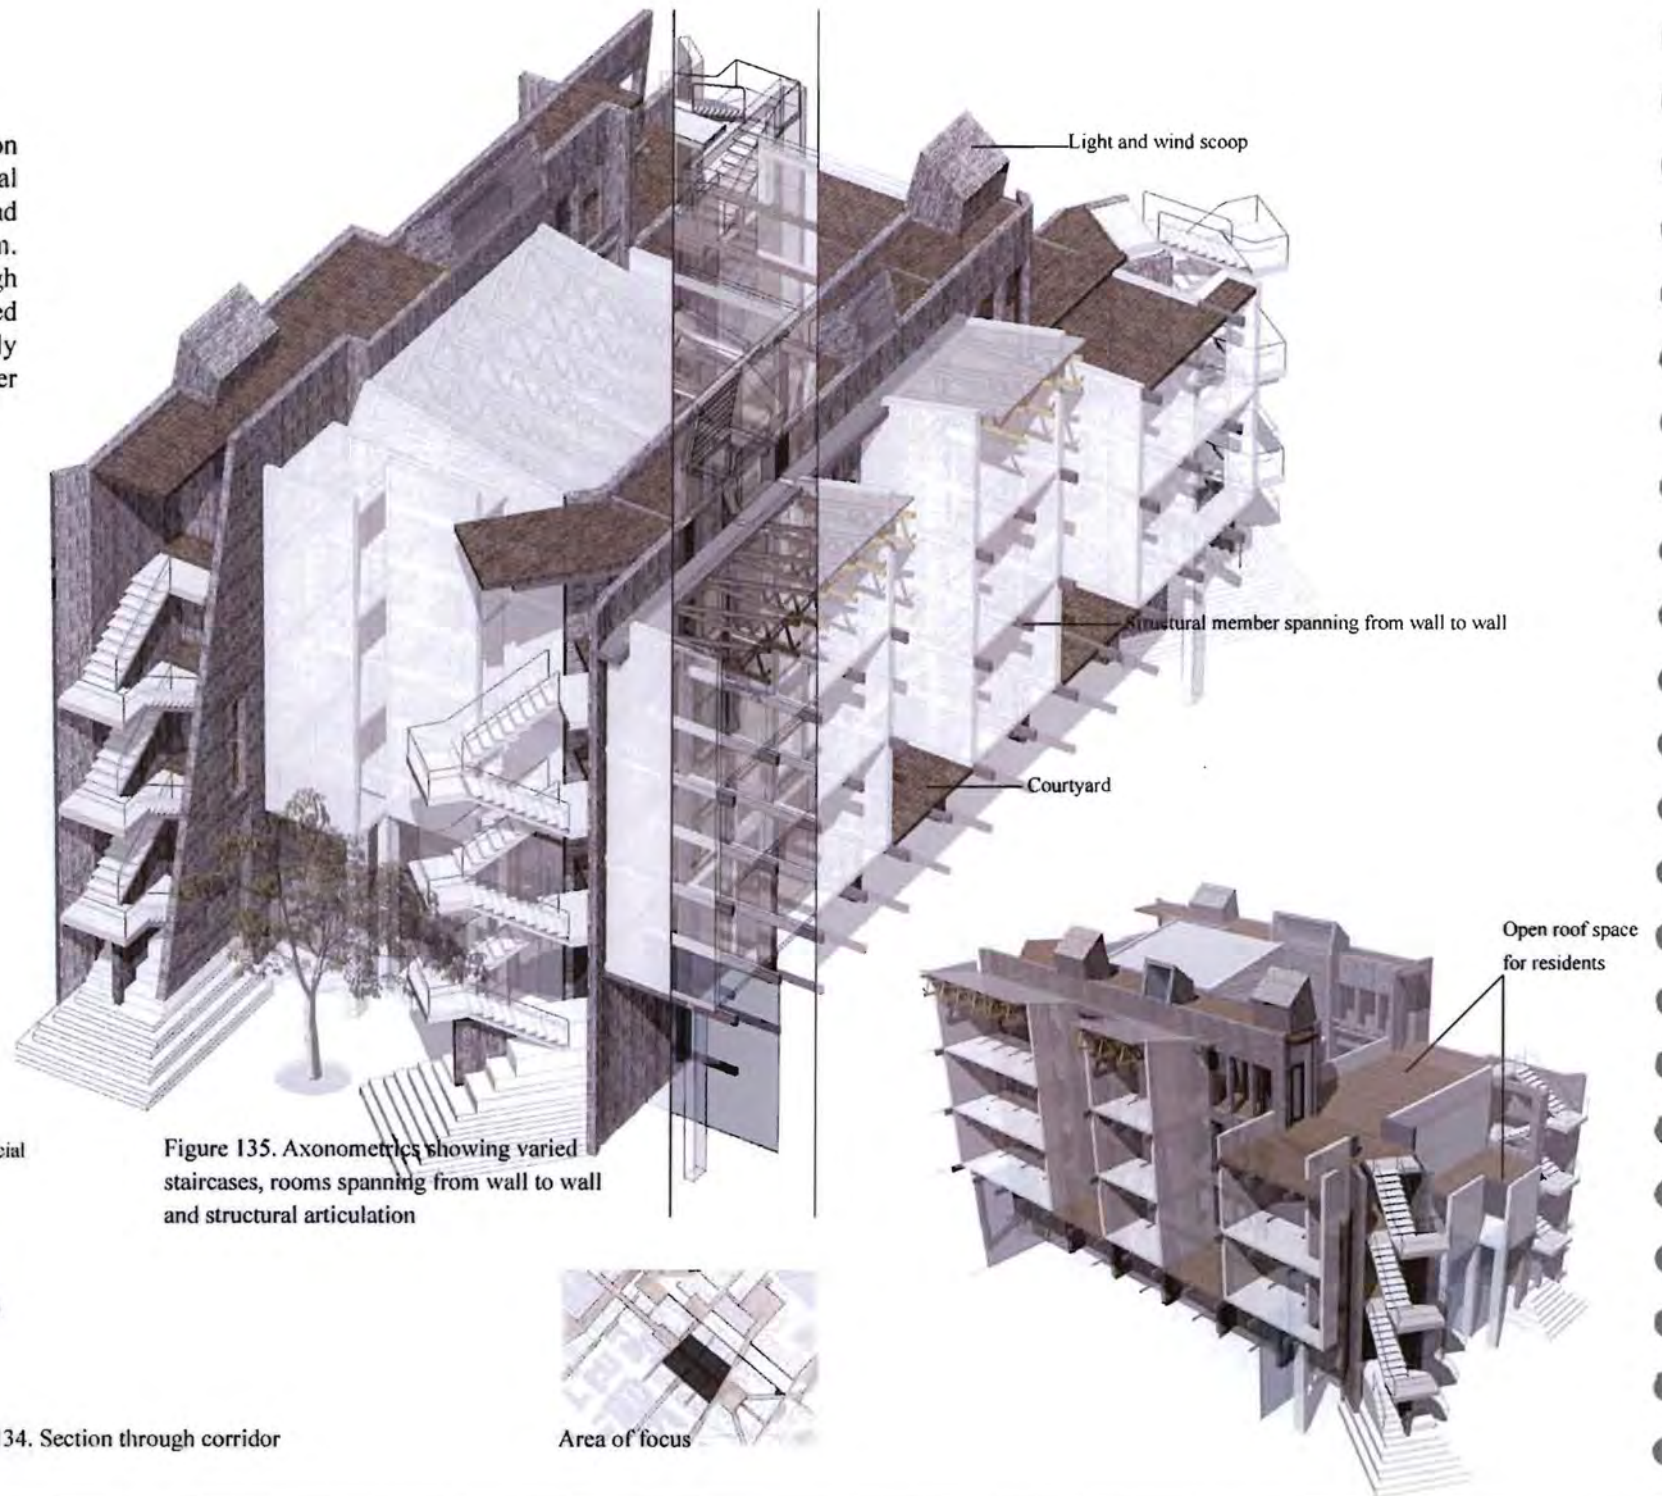 on
al
nd
n.
gh
ed
ly
er
Light and wind scoop
Structural member spanning from wall to wall
Courtyard
Open roof space
for residents
cial
Figure 135. Axonometrics showing varied
staircases, rooms spanning from wall to wall
and structural articulation
34. Section through corridor
Area of focus